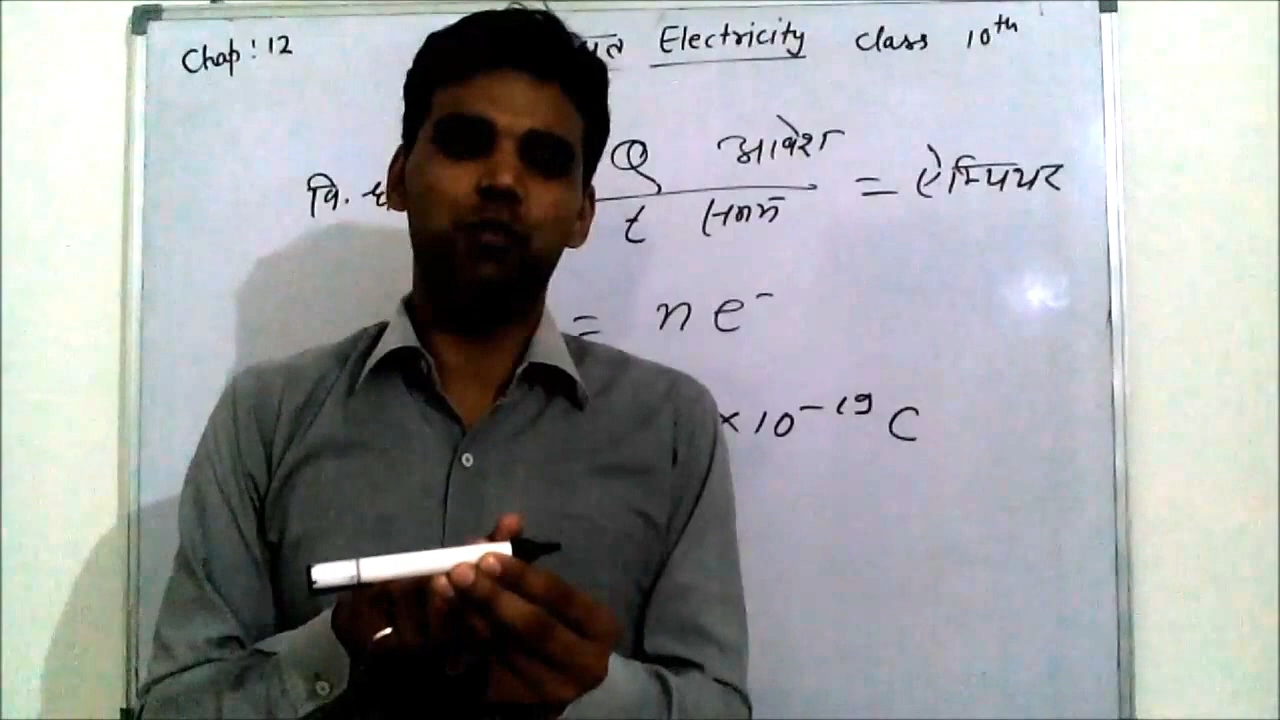 Chap: 12 Electricity class 10th
वि. Q आवेश = ऐम्पियर
t समय
= n e⁻
× 10⁻¹⁹ C